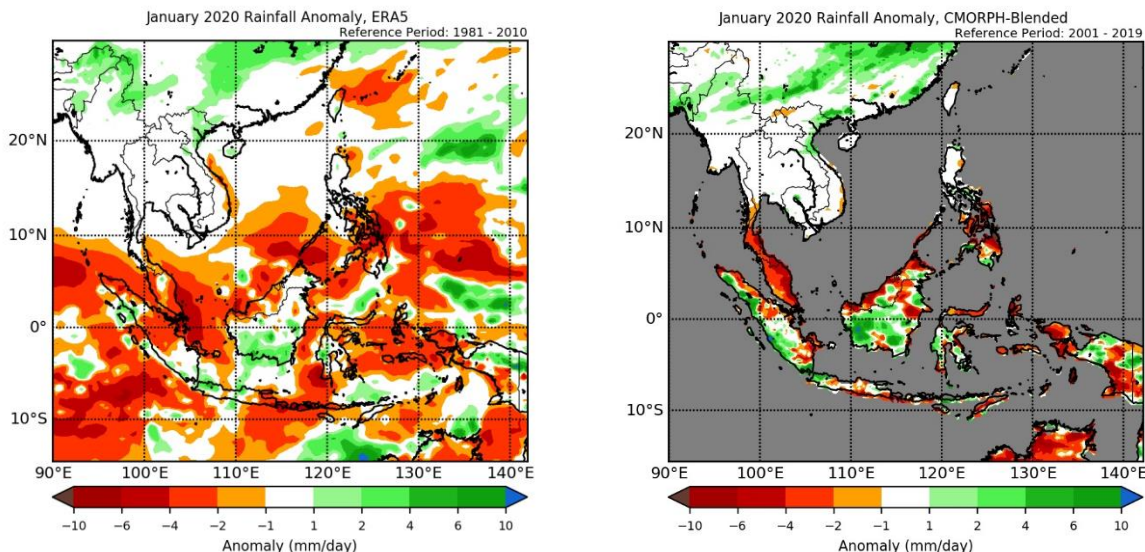 January 2020 Rainfall Anomaly, ERA5
Reference Period: 1981 - 2010
20°N
10°N
0°
10°S
90°E 100°E 110°E 120°E 130°E 140°E
−10 −6 −4 −2 −1 1 2 4 6 10
Anomaly (mm/day)
January 2020 Rainfall Anomaly, CMORPH-Blended
Reference Period: 2001 - 2019
20°N
10°N
0°
10°S
90°E 100°E 110°E 120°E 130°E 140°E
−10 −6 −4 −2 −1 1 2 4 6 10
Anomaly (mm/day)